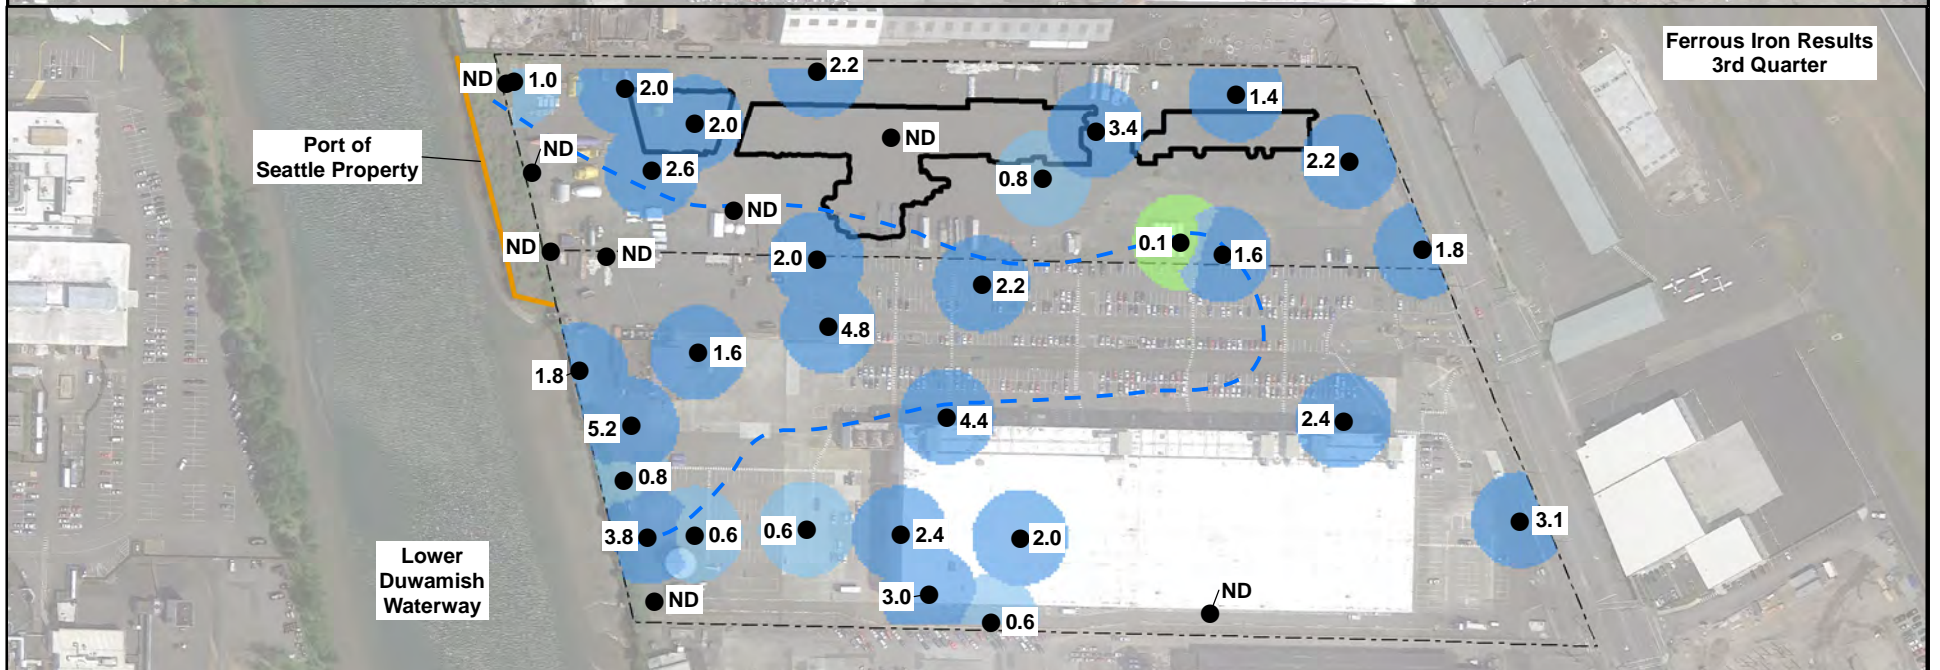 Ferrous Iron Results
3rd Quarter
ND
1.0
2.0
2.2
1.4
2.0
3.4
ND
Port of
Seattle Property
ND
2.6
0.8
2.2
ND
ND
ND
2.0
2.2
0.1
1.6
1.8
4.8
1.6
1.8
5.2
4.4
2.4
0.8
3.8
0.6
0.6
2.4
2.0
3.1
Lower
Duwamish
Waterway
ND
3.0
0.6
ND